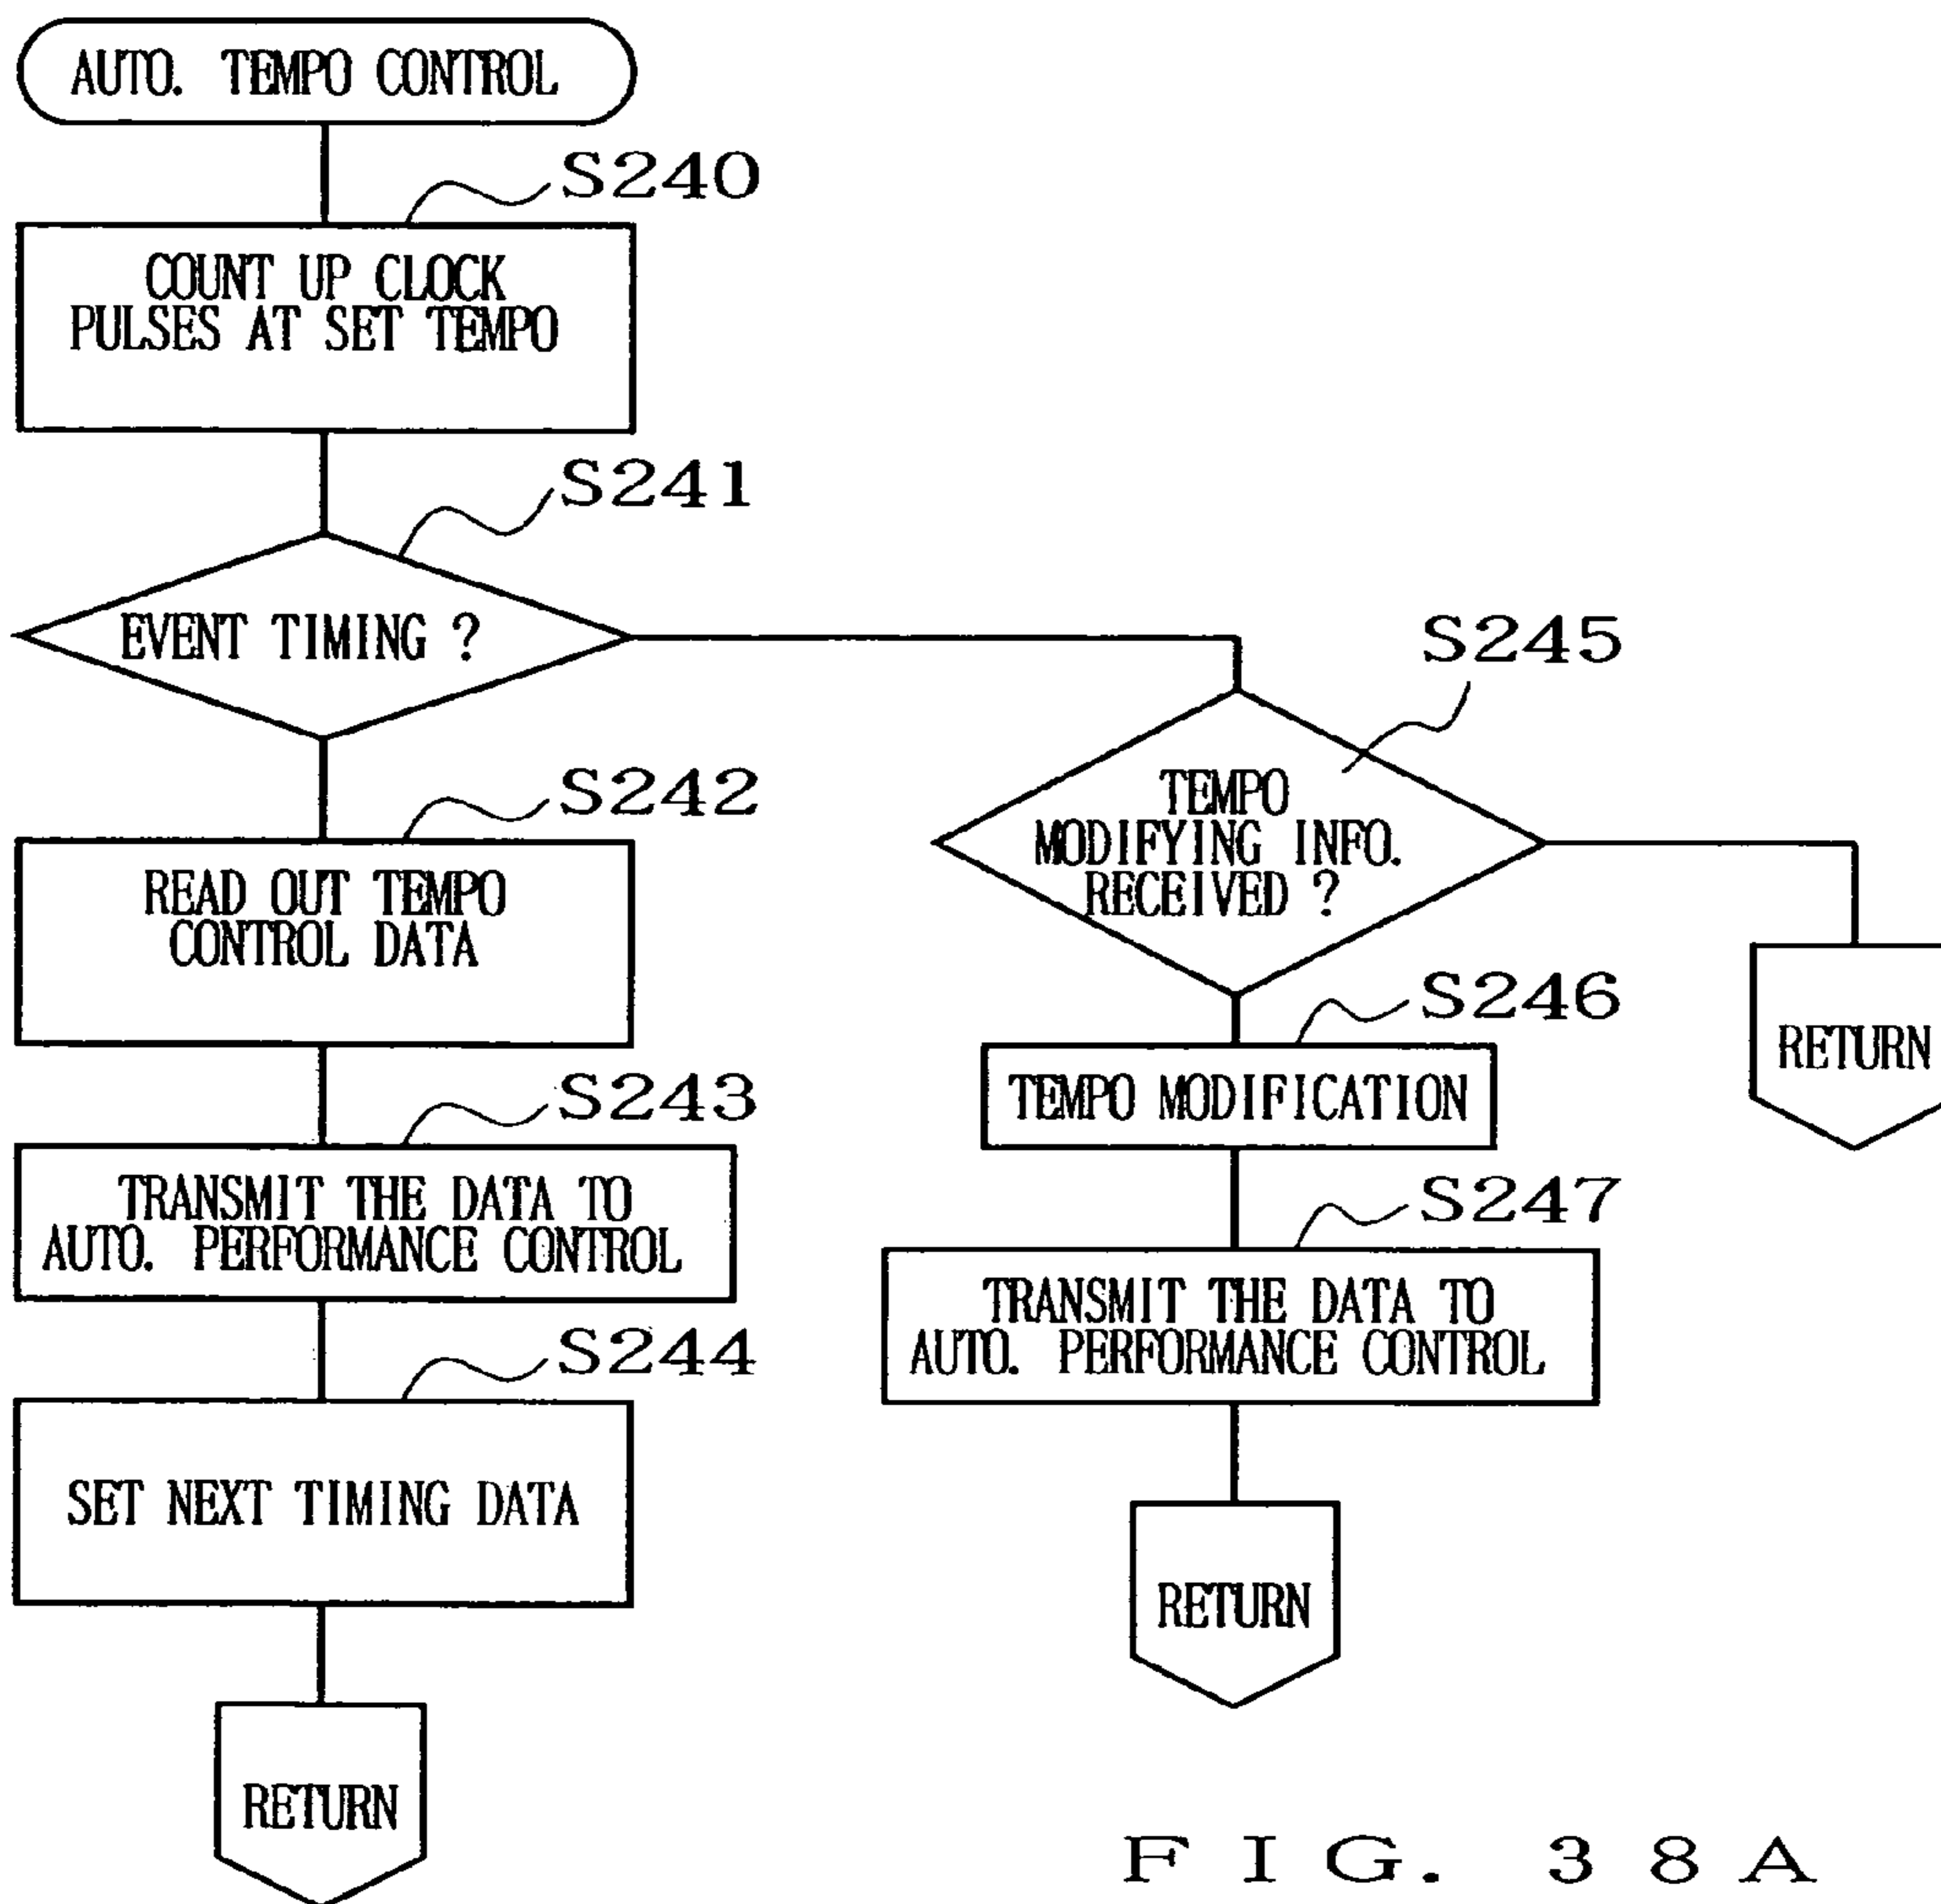 AUTO. TEMPO CONTROL
S240
COUNT UP CLOCK
PULSES AT SET TEMPO
S241
EVENT TIMING ?
S242
READ OUT TEMPO
CONTROL DATA
S243
TRANSMIT THE DATA TO
AUTO. PERFORMANCE CONTROL
S244
SET NEXT TIMING DATA
RETURN
S245
TEMPO
MODIFYING INFO.
RECEIVED ?
RETURN
S246
TEMPO MODIFICATION
S247
TRANSMIT THE DATA TO
AUTO. PERFORMANCE CONTROL
RETURN
FIG. 38A